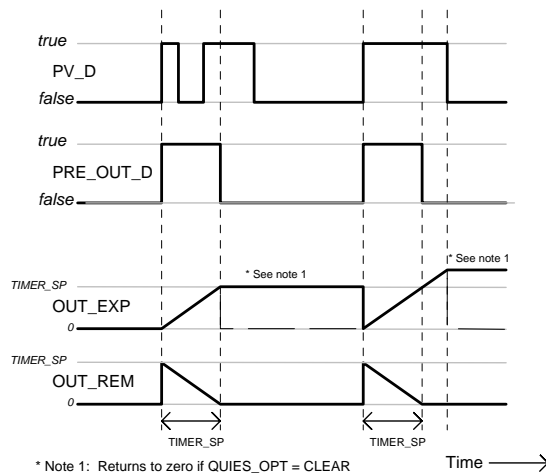 true
PV_D
false
true
PRE_OUT_D
false
* See note 1
* See note 1
TIMER_SP
OUT_EXP
0
TIMER_SP
OUT_REM
0
TIMER_SP
TIMER_SP
* Note 1: Returns to zero if QUIES_OPT = CLEAR
Time